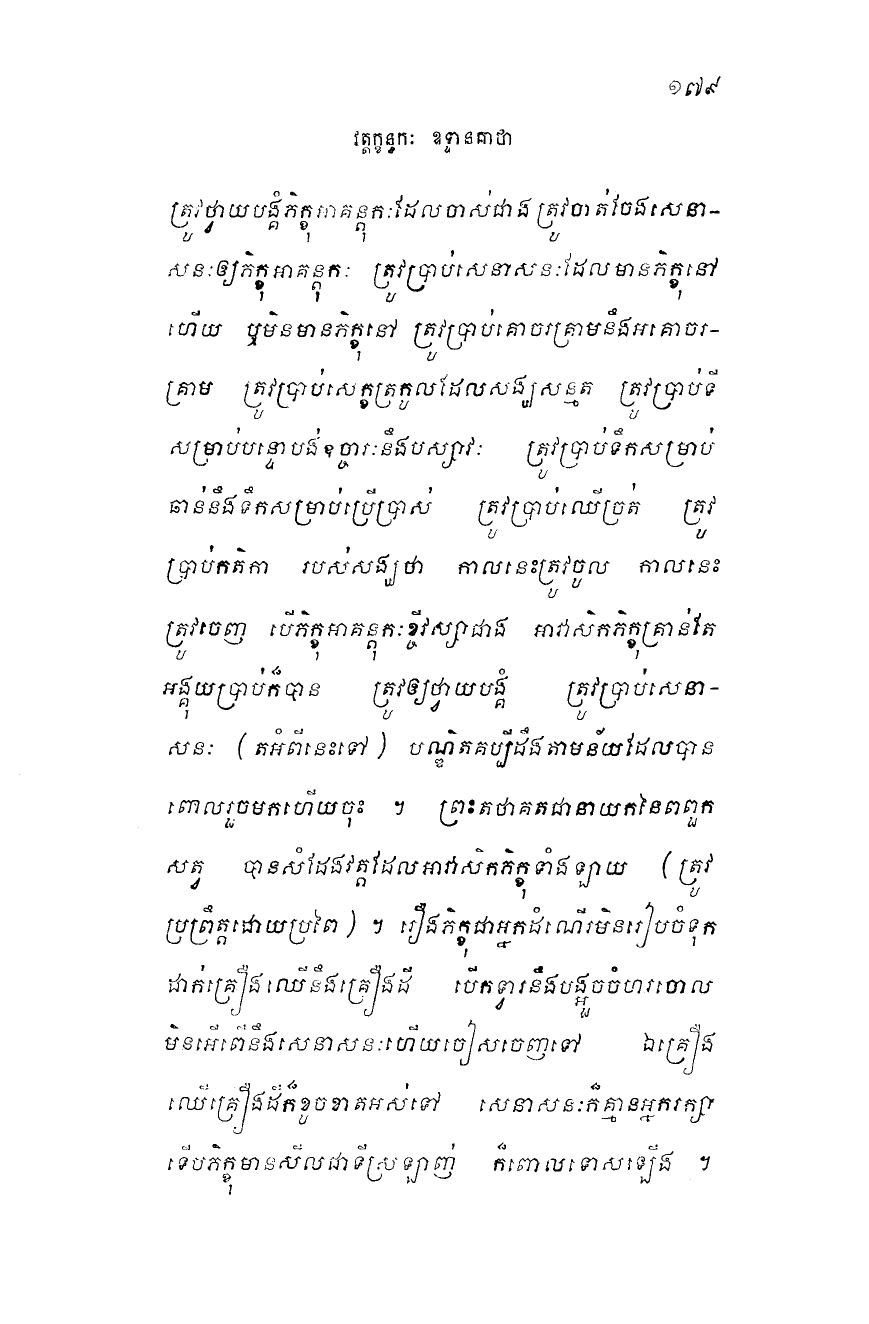 ១៧៩
វត្តក្ខន្ធកៈ ឧទ្ទានគាថា
ត្រូវថ្វាយបង្គំភិក្ខុអាគន្តុកៈដែលចាស់ជាង ត្រូវចាត់ចែងសេនា-
សនៈឲ្យភិក្ខុអាគន្តុកៈ ត្រូវប្រាប់សេនាសនៈដែលមានភិក្ខុនៅ
ហើយ ឬមិនមានភិក្ខុនៅ ត្រូវប្រាប់គោចរគ្រាមនឹងអគោចរ-
គ្រាម ត្រូវប្រាប់សេក្ខត្រកូលដែលសង្ឃសន្មត ត្រូវប្រាប់ទី
សម្រាប់បន្ទោបង់ឧច្ចារៈនឹងបស្សាវៈ ត្រូវប្រាប់ទឹកសម្រាប់
ឆាន់នឹងទឹកសម្រាប់ប្រើប្រាស់ ត្រូវប្រាប់ឈើច្រត់ ត្រូវ
ប្រាប់កតិកា របស់សង្ឃថា កាលនេះត្រូវចូល កាលនេះ
ត្រូវចេញ បើភិក្ខុអាគន្តុកៈខ្ចីវស្សាជាង អាវាសិកភិក្ខុគ្រាន់តែ
អង្គុយប្រាប់ក៏បាន ត្រូវឲ្យថ្វាយបង្គំ ត្រូវប្រាប់សេនា-
សនៈ (តអំពីនេះទៅ) បណ្ឌិតគប្បីដឹងតាមន័យដែលបាន
ពោលរួចមកហើយចុះ ។ ព្រះតថាគតជានាយកនៃពពួក
សត្វ បានសំដែងវត្តដែលអាវាសិកភិក្ខុទាំងឡាយ (ត្រូវ
ប្រព្រឹត្តដោយប្រពៃ) ។ រឿងភិក្ខុជាអ្នកដំណើរមិនរៀបចំទុក
ដាក់គ្រឿងឈើនឹងគ្រឿងដី បើកទ្វារនឹងបង្អួចចំហរចោល
មិនអើពើនឹងសេនាសនៈហើយចៀសចេញទៅ ឯគ្រឿង
ឈើគ្រឿងដីក៏ខូចខាតអស់ទៅ សេនាសនៈក៏គ្មានអ្នករក្សា
ទើបភិក្ខុមានសីលជាទីស្រឡាញ់ ក៏ពោលទោសឡើង ។